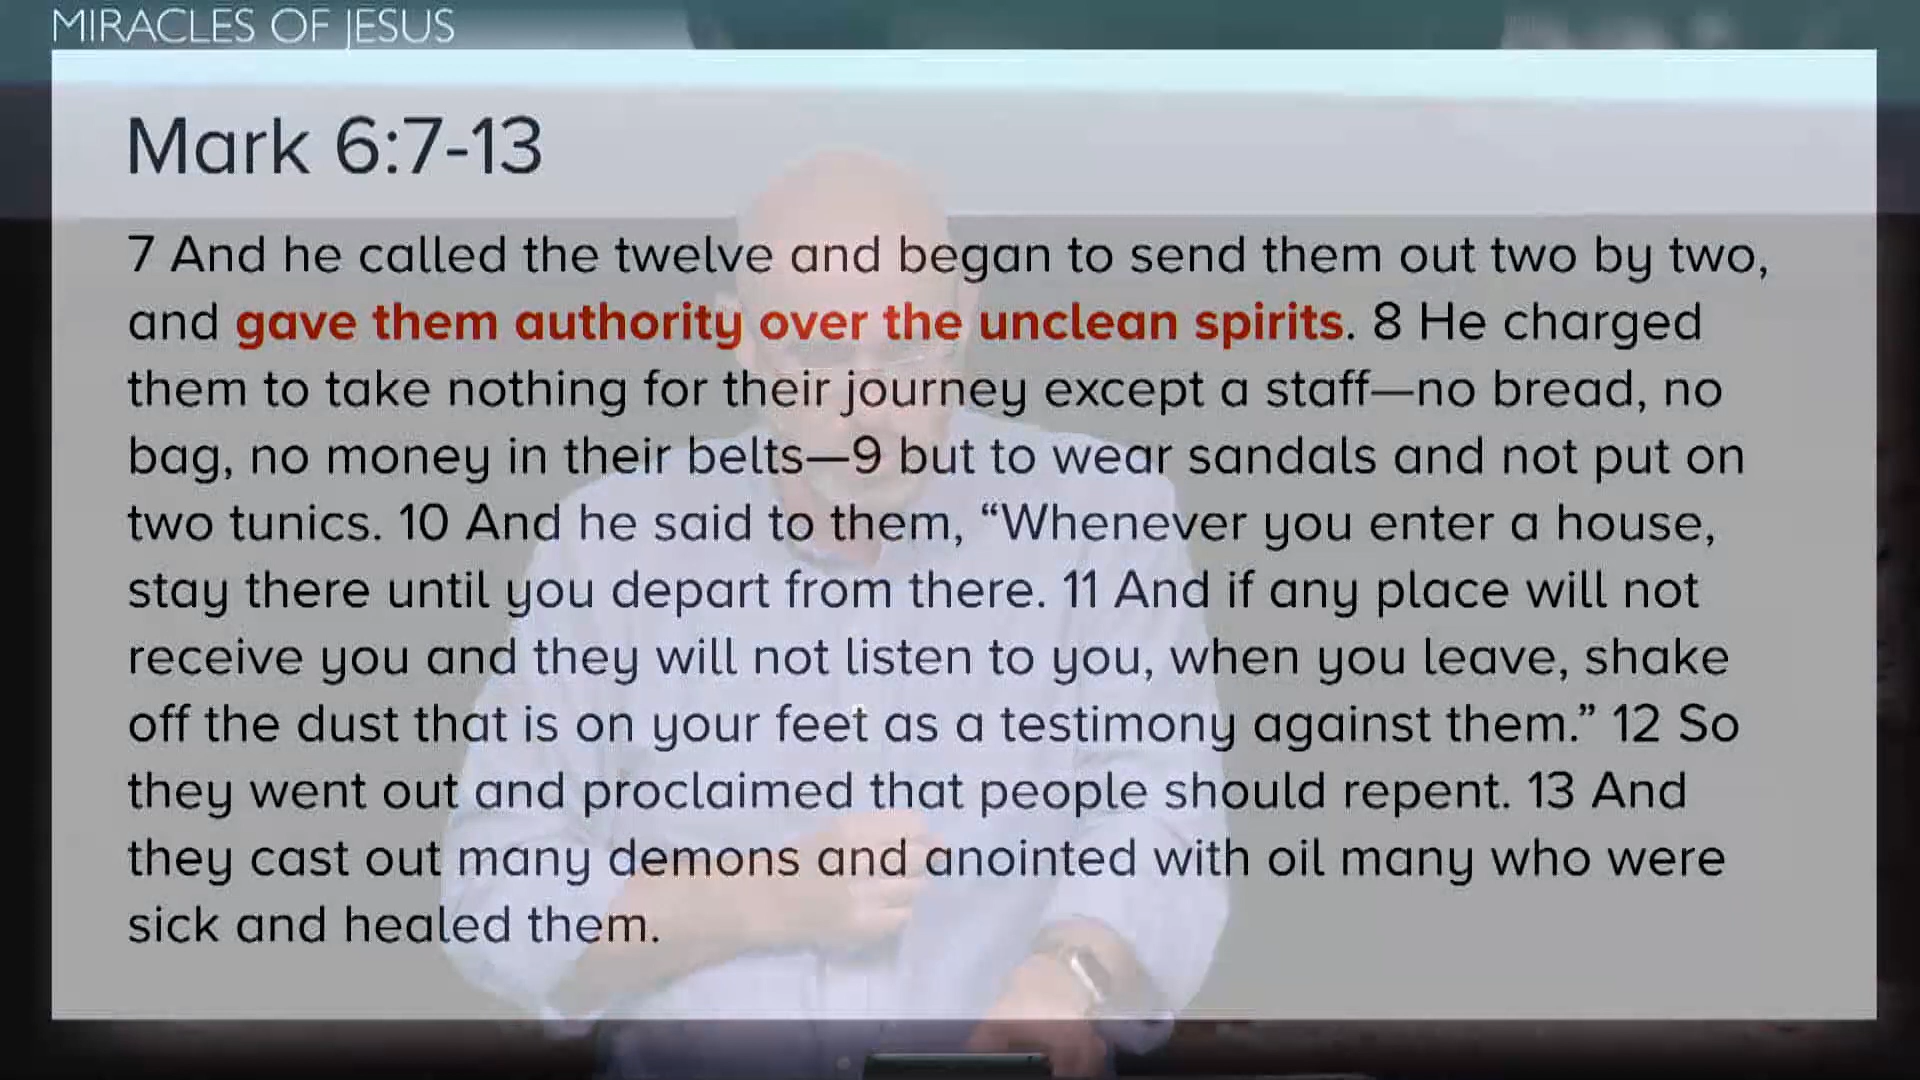 MIRACLES OF JESUS
Mark 6:7-13
7 And he called the twelve and began to send them out two by two,
and gave them authority over the unclean spirits. 8 He charged
them to take nothing for their journey except a staff—no bread, no
bag, no money in their belts—9 but to wear sandals and not put on
two tunics. 10 And he said to them, “Whenever you enter a house,
stay there until you depart from there. 11 And if any place will not
receive you and they will not listen to you, when you leave, shake
off the dust that is on your feet as a testimony against them.” 12 So
they went out and proclaimed that people should repent. 13 And
they cast out many demons and anointed with oil many who were
sick and healed them.